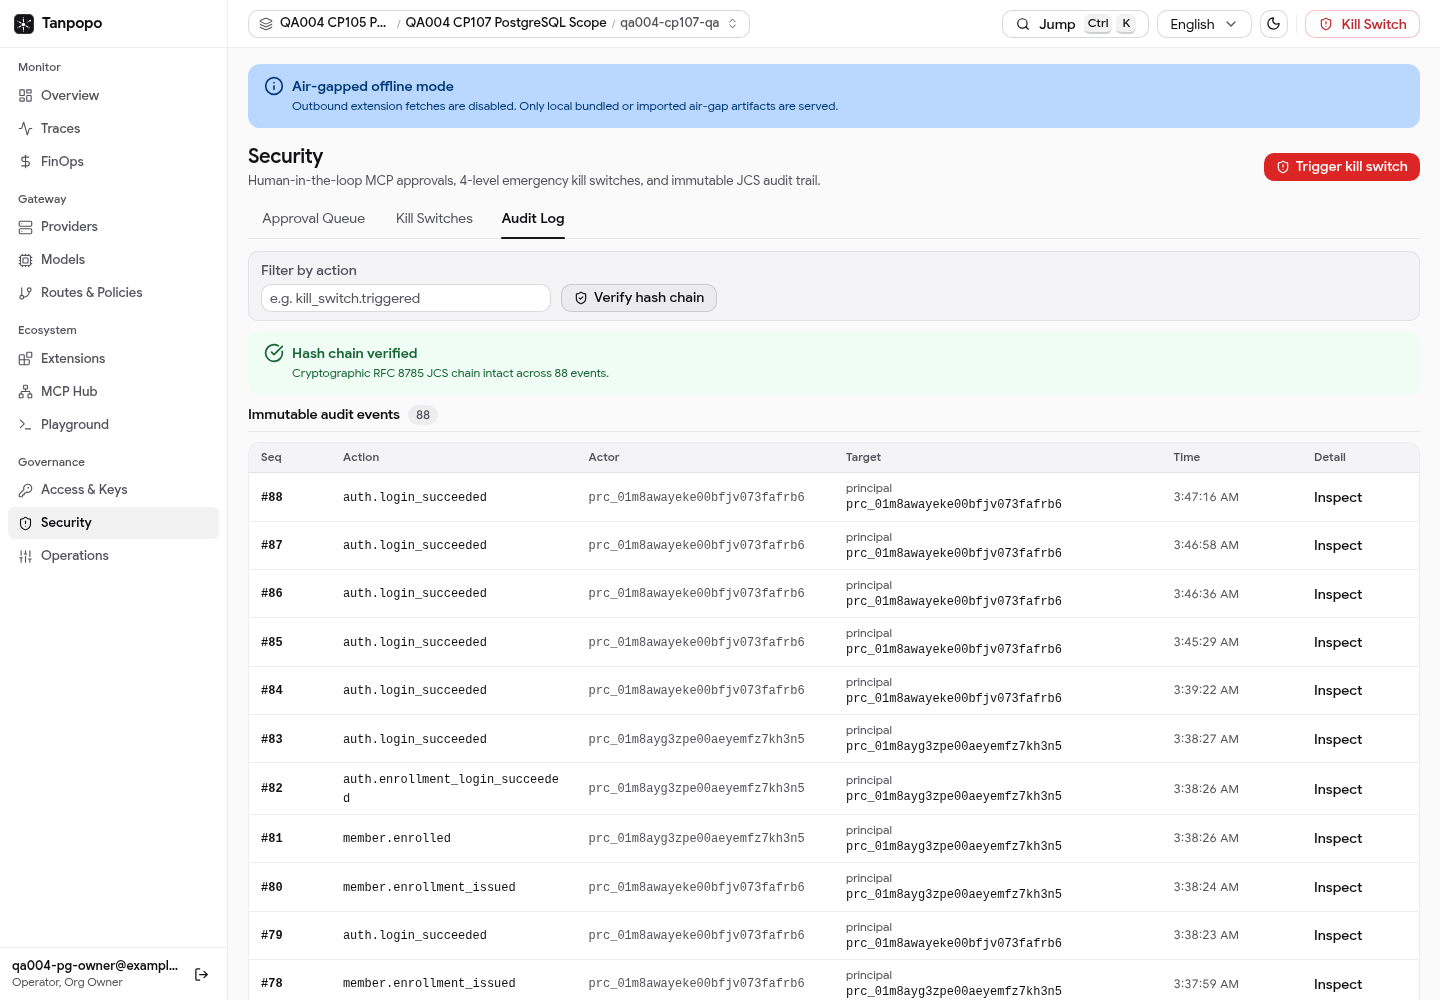 Tanpopo
QA004 CP105 P... / QA004 CP107 PostgreSQL Scope / qa004-cp107-qa
Jump Ctrl K
English
Kill Switch
Monitor
Overview
Traces
FinOps
Gateway
Providers
Models
Routes & Policies
Ecosystem
Extensions
MCP Hub
Playground
Governance
Access & Keys
Security
Operations
qa004-pg-owner@exampl...
Operator, Org Owner
Air-gapped offline mode
Outbound extension fetches are disabled. Only local bundled or imported air-gap artifacts are served.
Security
Human-in-the-loop MCP approvals, 4-level emergency kill switches, and immutable JCS audit trail.
Trigger kill switch
Approval Queue Kill Switches Audit Log
Filter by action
e.g. kill_switch.triggered
Verify hash chain
Hash chain verified
Cryptographic RFC 8785 JCS chain intact across 88 events.
Immutable audit events 88
Seq Action Actor Target Time Detail
#88 auth.login_succeeded prc_01m8awayeke00bfjv073fafrb6 principal
prc_01m8awayeke00bfjv073fafrb6 3:47:16 AM Inspect
#87 auth.login_succeeded prc_01m8awayeke00bfjv073fafrb6 principal
prc_01m8awayeke00bfjv073fafrb6 3:46:58 AM Inspect
#86 auth.login_succeeded prc_01m8awayeke00bfjv073fafrb6 principal
prc_01m8awayeke00bfjv073fafrb6 3:46:36 AM Inspect
#85 auth.login_succeeded prc_01m8awayeke00bfjv073fafrb6 principal
prc_01m8awayeke00bfjv073fafrb6 3:45:29 AM Inspect
#84 auth.login_succeeded prc_01m8awayeke00bfjv073fafrb6 principal
prc_01m8awayeke00bfjv073fafrb6 3:39:22 AM Inspect
#83 auth.login_succeeded prc_01m8ayg3zpe00aeyemfz7kh3n5 principal
prc_01m8ayg3zpe00aeyemfz7kh3n5 3:38:27 AM Inspect
#82 auth.enrollment_login_succeede
d prc_01m8ayg3zpe00aeyemfz7kh3n5 principal
prc_01m8ayg3zpe00aeyemfz7kh3n5 3:38:26 AM Inspect
#81 member.enrolled prc_01m8ayg3zpe00aeyemfz7kh3n5 principal
prc_01m8ayg3zpe00aeyemfz7kh3n5 3:38:26 AM Inspect
#80 member.enrollment_issued prc_01m8awayeke00bfjv073fafrb6 principal
prc_01m8ayg3zpe00aeyemfz7kh3n5 3:38:24 AM Inspect
#79 auth.login_succeeded prc_01m8awayeke00bfjv073fafrb6 principal
prc_01m8awayeke00bfjv073fafrb6 3:38:23 AM Inspect
#78 member.enrollment_issued prc_01m8awayeke00bfjv073fafrb6 principal
prc_01m8ayg3zpe00aeyemfz7kh3n5 3:37:59 AM Inspect